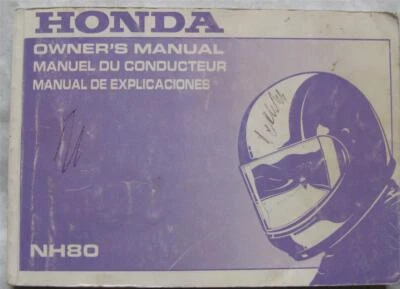 HONDA
OWNER'S MANUAL
MANUEL DU CONDUCTEUR
MANUAL DE EXPLICACIONES
NH80